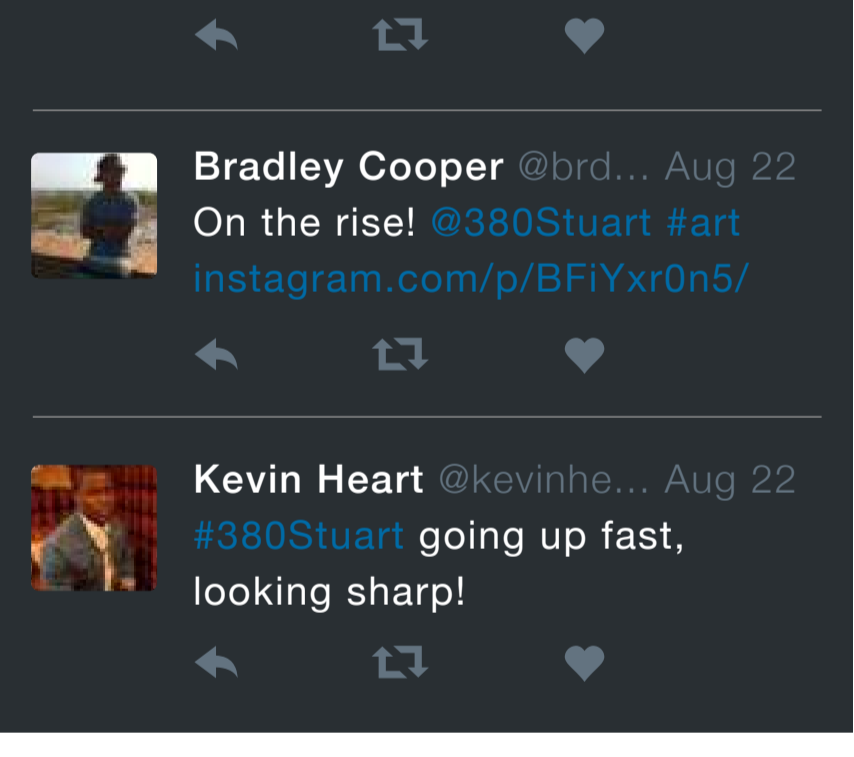 Bradley Cooper @brd... Aug 22
On the rise! @380Stuart #art
instagram.com/p/BFiYxr0n5/
Kevin Heart @kevinhe... Aug 22
#380Stuart going up fast,
looking sharp!